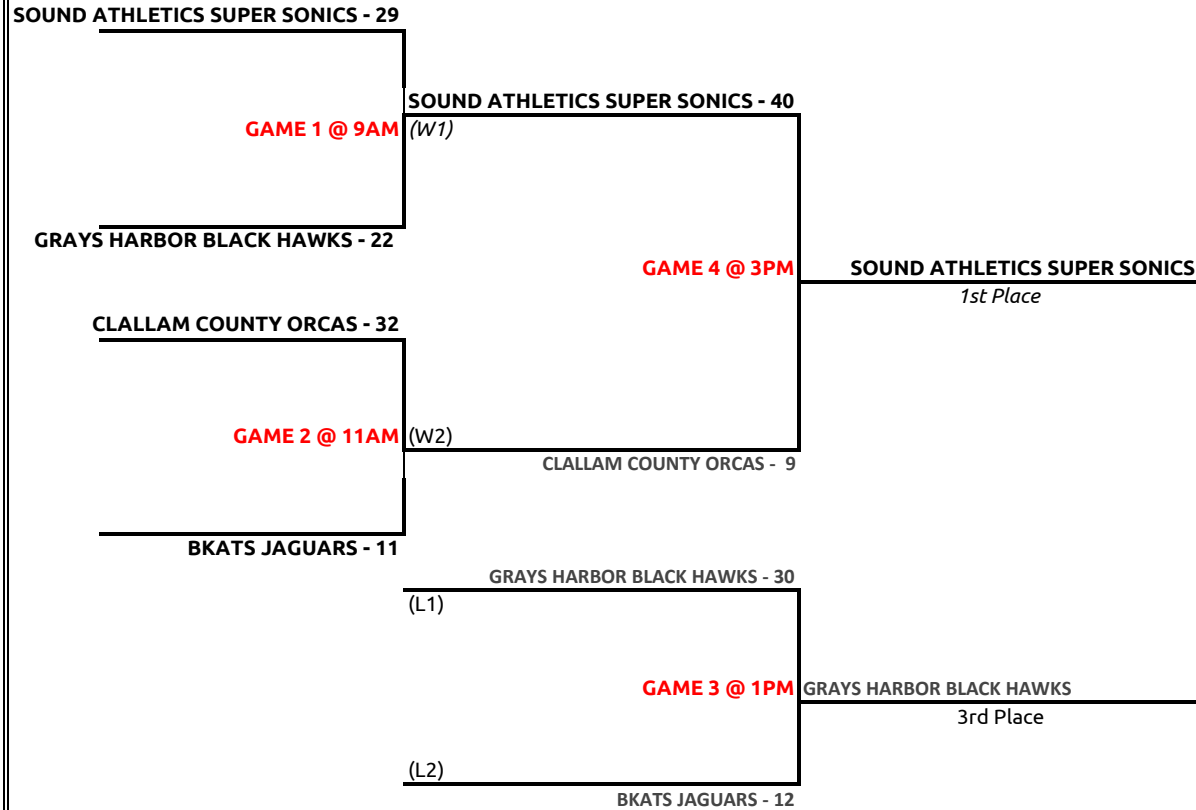 SOUND ATHLETICS SUPER SONICS - 29
SOUND ATHLETICS SUPER SONICS - 40
GAME 1 @ 9AM (W1)
GRAYS HARBOR BLACK HAWKS - 22
GAME 4 @ 3PM SOUND ATHLETICS SUPER SONICS
1st Place
CLALLAM COUNTY ORCAS - 32
GAME 2 @ 11AM (W2)
CLALLAM COUNTY ORCAS - 9
BKATS JAGUARS - 11
GRAYS HARBOR BLACK HAWKS - 30
(L1)
GAME 3 @ 1PM GRAYS HARBOR BLACK HAWKS
3rd Place
(L2)
BKATS JAGUARS - 12